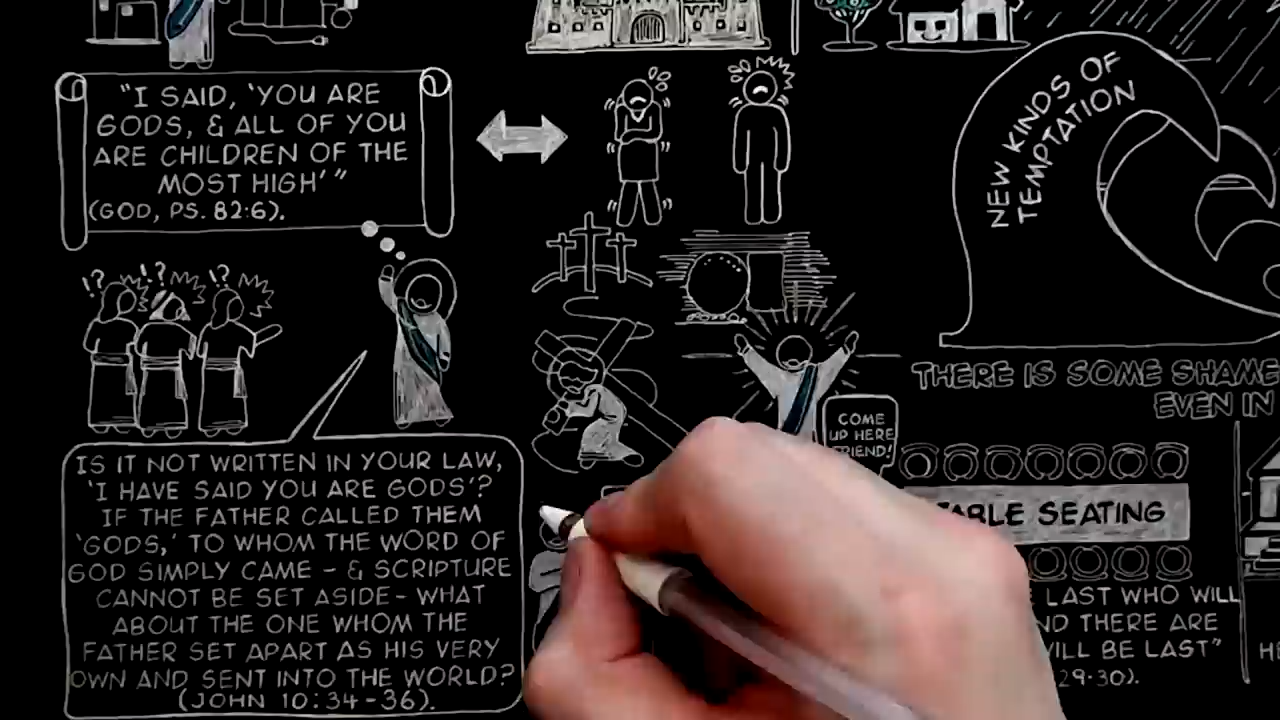 "I SAID, 'YOU ARE
GODS, & ALL OF YOU
ARE CHILDREN OF THE
MOST HIGH'"
(GOD, PS. 82:6).
!? !? !?
IS IT NOT WRITTEN IN YOUR LAW,
'I HAVE SAID YOU ARE GODS'?
IF THE FATHER CALLED THEM
'GODS,' TO WHOM THE WORD OF
GOD SIMPLY CAME - & SCRIPTURE
CANNOT BE SET ASIDE - WHAT
ABOUT THE ONE WHOM THE
FATHER SET APART AS HIS VERY
OWN AND SENT INTO THE WORLD?
(JOHN 10:34-36).
COME
UP HERE
FRIEND!
NEW KINDS OF
TEMPTATION
THERE IS SOME SHAME
EVEN IN
TABLE SEATING
LAST WHO WILL
THERE ARE
WILL BE LAST"
29-30).